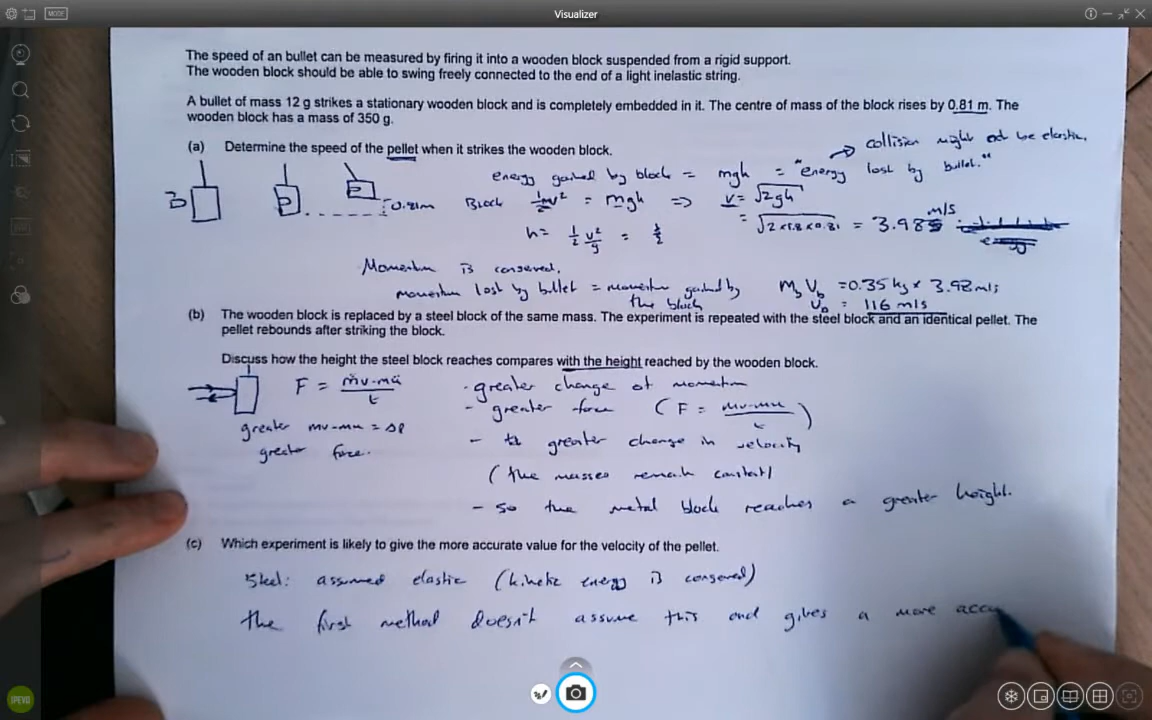 MODE
Visualizer
The speed of an bullet can be measured by firing it into a wooden block suspended from a rigid support.
The wooden block should be able to swing freely connected to the end of a light inelastic string.
A bullet of mass 12 g strikes a stationary wooden block and is completely embedded in it. The centre of mass of the block rises by 0.81 m. The
wooden block has a mass of 350 g.
(a) Determine the speed of the pellet when it strikes the wooden block.
→ collision might not be elastic.
energy gained by block = mgh = "energy lost by bullet."
0.81m
Block ½mv² = mgh => v = √2gh
= √2×9.8×0.81 = 3.98 m/s
h = ½ v²/g =
Momentum is conserved.
momentum lost by bullet = momentum gained by
the block
= 0.35 kg × 3.98 m/s
= 116 m/s
(b) The wooden block is replaced by a steel block of the same mass. The experiment is repeated with the steel block and an identical pellet. The
pellet rebounds after striking the block.
Discuss how the height the steel block reaches compares with the height reached by the wooden block.
F = mv-mu / t
greater mv-mu = Δp
greater force.
- greater change of momentum
- greater force (F = mv-mu / t)
- greater change in velocity
(the masses remain constant)
- so the metal block reaches a greater height.
(c) Which experiment is likely to give the more accurate value for the velocity of the pellet.
Steel: assumed elastic (kinetic energy is conserved)
The first method doesn't assume this and gives a more accu
IPEVO